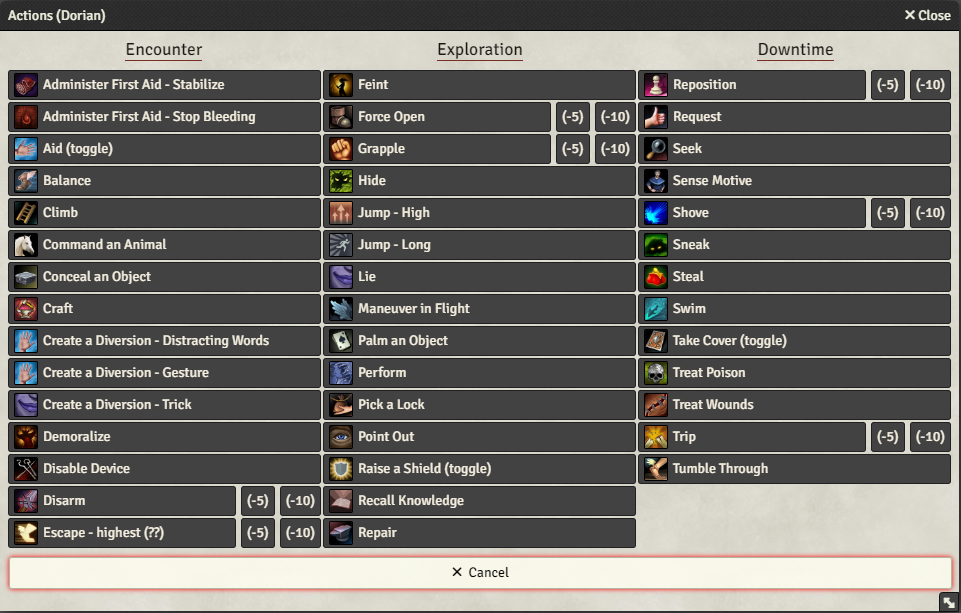 Actions (Dorian)
✕ Close
Encounter
Exploration
Downtime
Administer First Aid - Stabilize
Administer First Aid - Stop Bleeding
Aid (toggle)
Balance
Climb
Command an Animal
Conceal an Object
Craft
Create a Diversion - Distracting Words
Create a Diversion - Gesture
Create a Diversion - Trick
Demoralize
Disable Device
Disarm (-5) (-10)
Escape - highest (??) (-5) (-10)
Feint
Force Open (-5) (-10)
Grapple (-5) (-10)
Hide
Jump - High
Jump - Long
Lie
Maneuver in Flight
Palm an Object
Perform
Pick a Lock
Point Out
Raise a Shield (toggle)
Recall Knowledge
Repair
Reposition (-5) (-10)
Request
Seek
Sense Motive
Shove (-5) (-10)
Sneak
Steal
Swim
Take Cover (toggle)
Treat Poison
Treat Wounds
Trip (-5) (-10)
Tumble Through
✕ Cancel